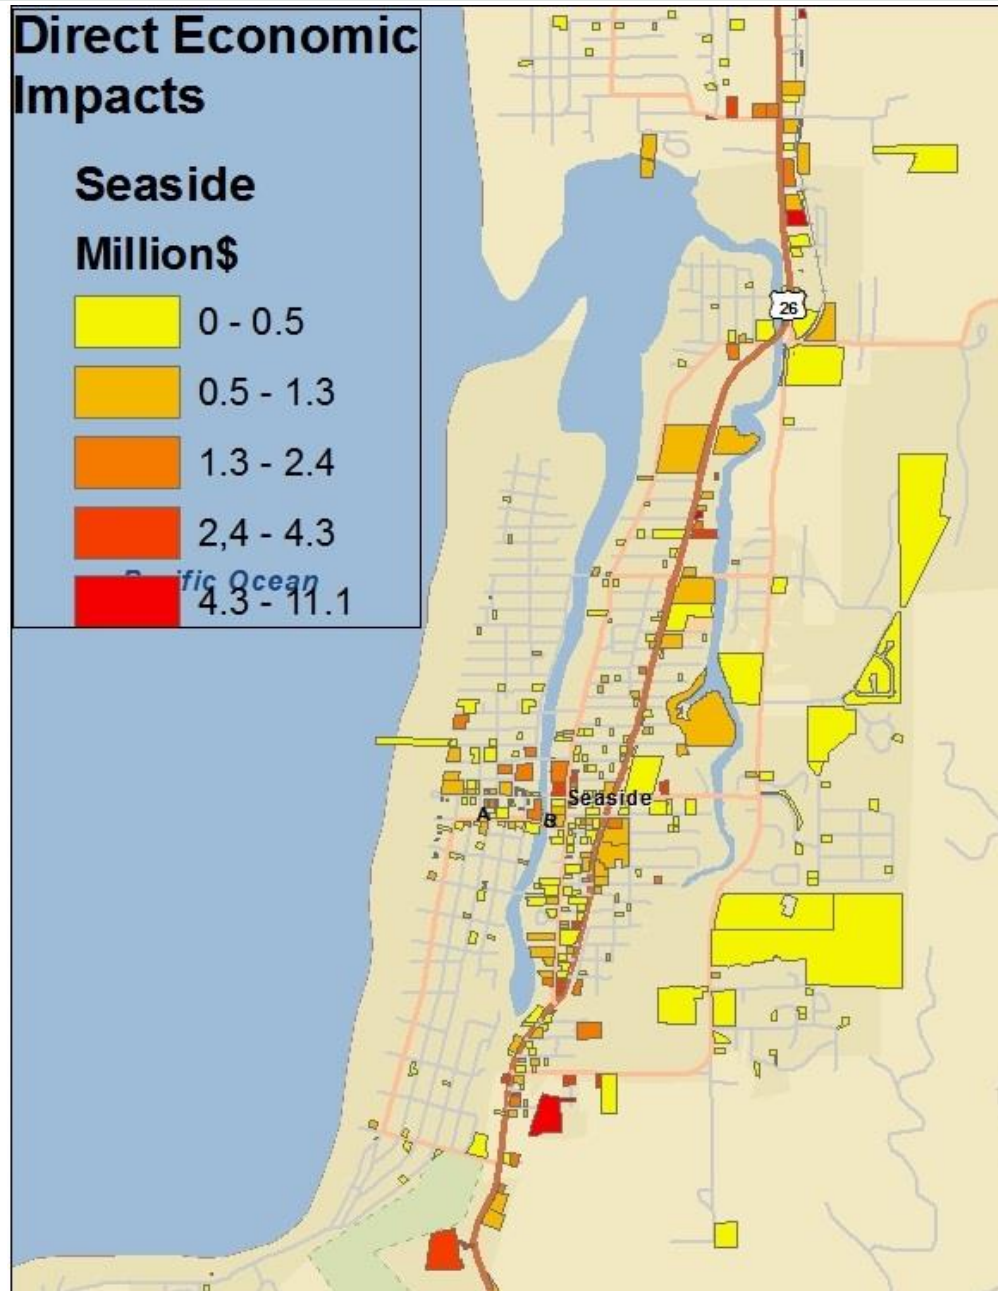 Direct Economic
Impacts
Seaside
Million$
0 - 0.5
0.5 - 1.3
1.3 - 2.4
2,4 - 4.3
Ocean
4.3 - 11.1
26
Seaside
A
B